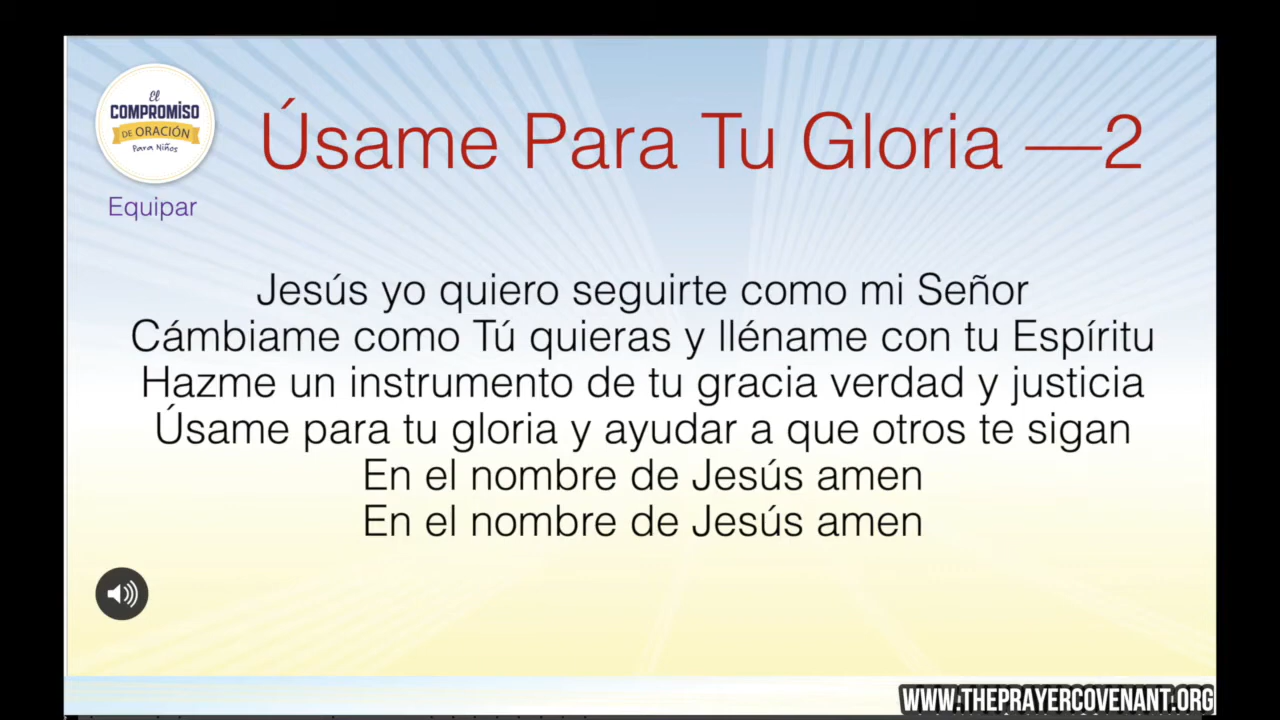 El
COMPROMISO
DE ORACIÓN
Para Niños
Equipar
Úsame Para Tu Gloria —2
Jesús yo quiero seguirte como mi Señor
Cámbiame como Tú quieras y lléname con tu Espíritu
Hazme un instrumento de tu gracia verdad y justicia
Úsame para tu gloria y ayudar a que otros te sigan
En el nombre de Jesús amen
En el nombre de Jesús amen
WWW.THEPRAYERCOVENANT.ORG